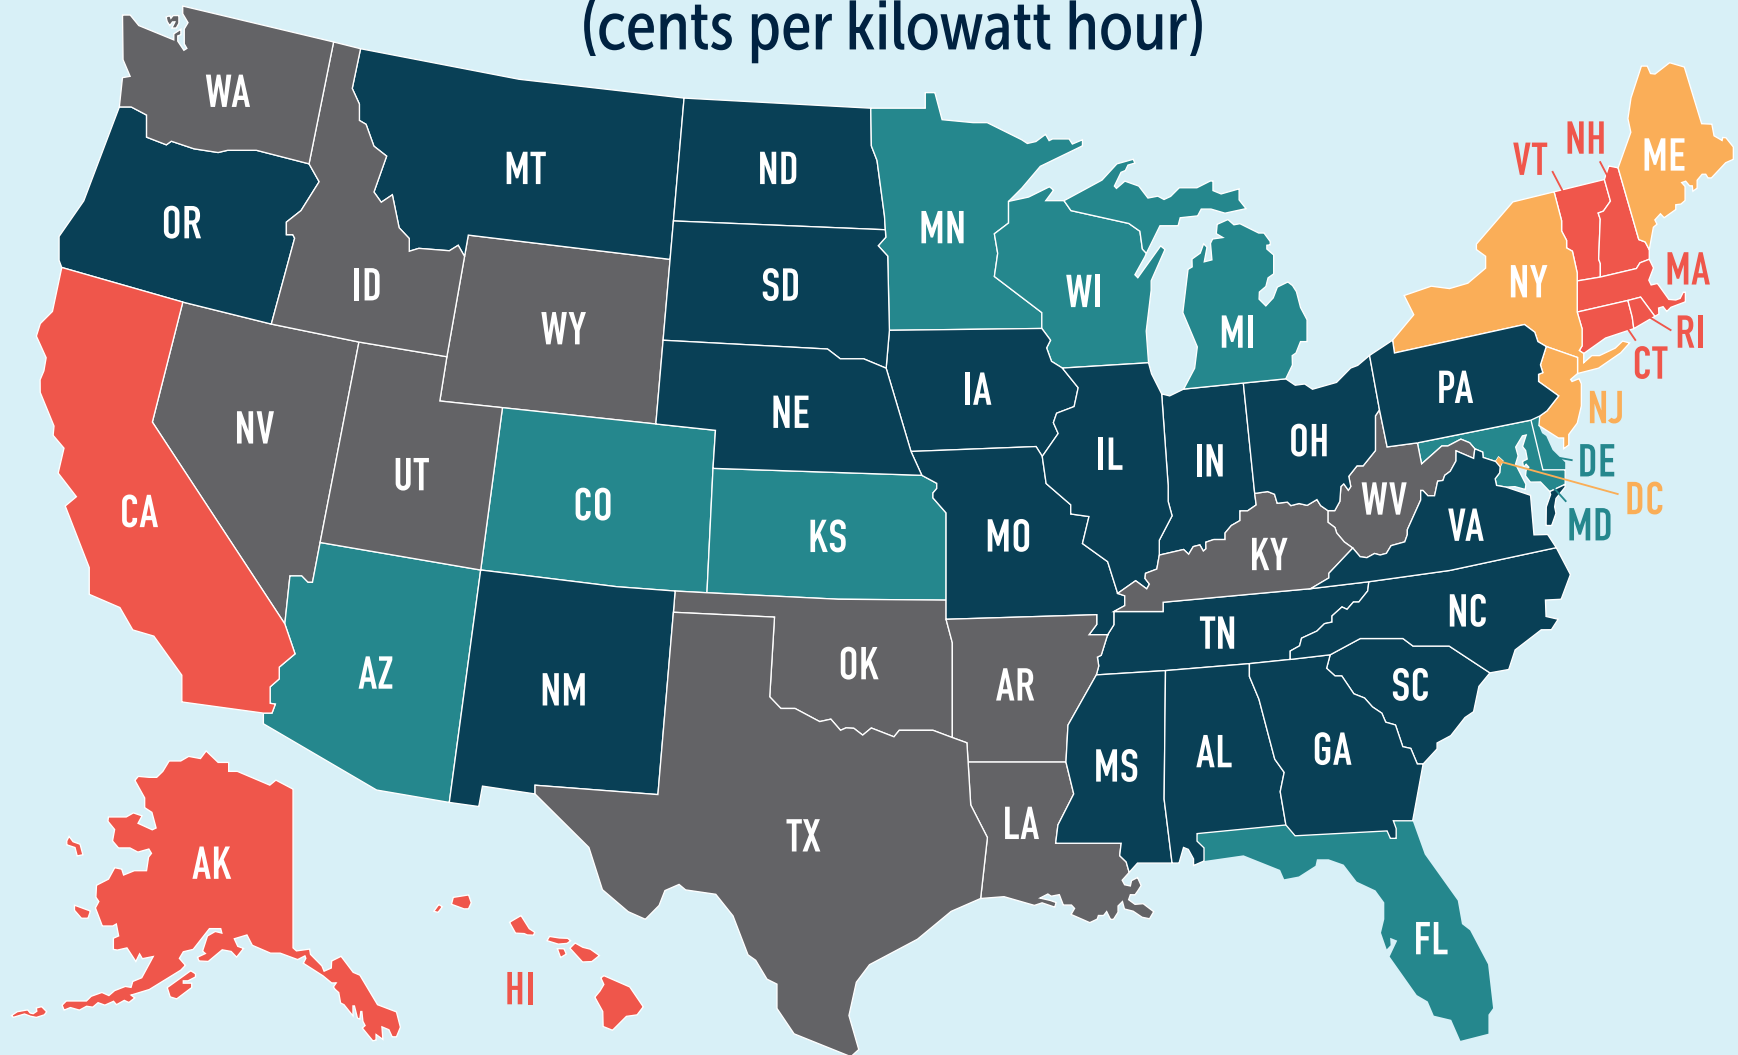 (cents per kilowatt hour)
WA
MT
ND
MN
VT
NH
ME
OR
ID
SD
WI
MI
NY
MA
RI
CT
WY
IA
NE
PA
NJ
NV
UT
CO
KS
MO
IL
IN
OH
WV
VA
DE
DC
MD
CA
KY
AZ
NM
OK
AR
TN
NC
SC
MS
AL
GA
TX
LA
FL
AK
HI